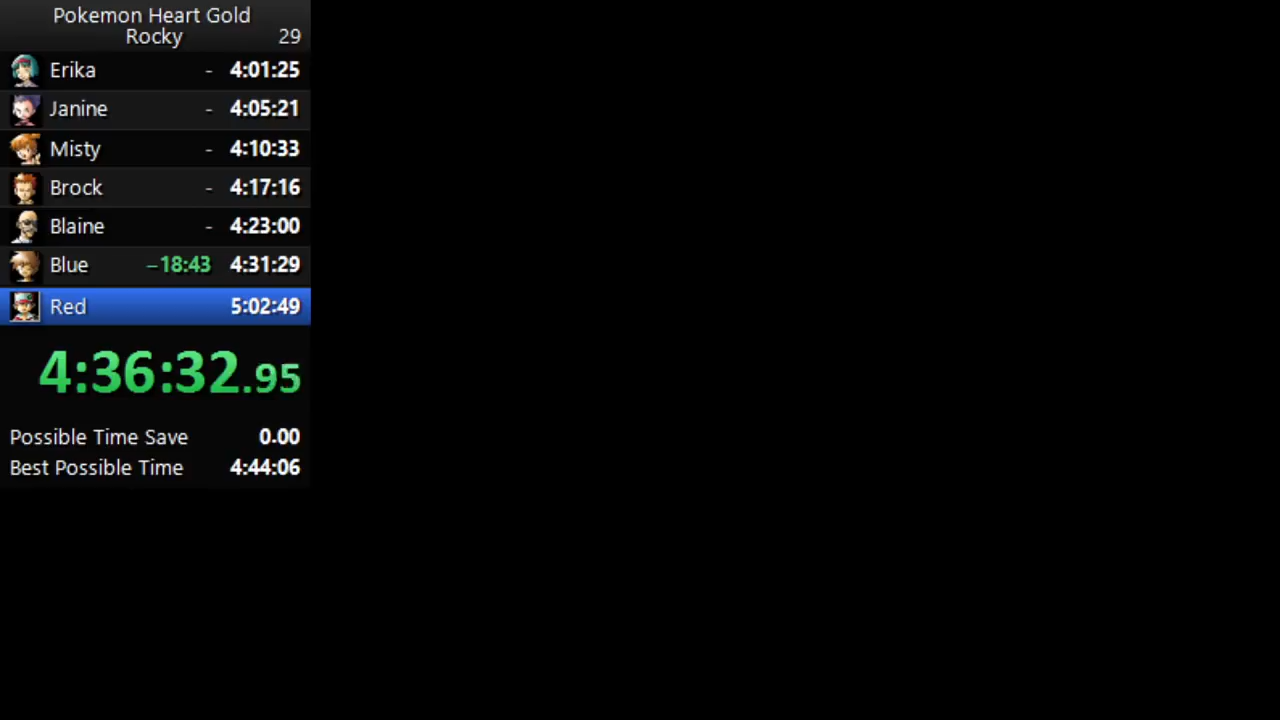 Pokemon Heart Gold
Rocky 29
Erika - 4:01:25
Janine - 4:05:21
Misty - 4:10:33
Brock - 4:17:16
Blaine - 4:23:00
Blue −18:43 4:31:29
Red 5:02:49
4:36:32.95
Possible Time Save 0.00
Best Possible Time 4:44:06